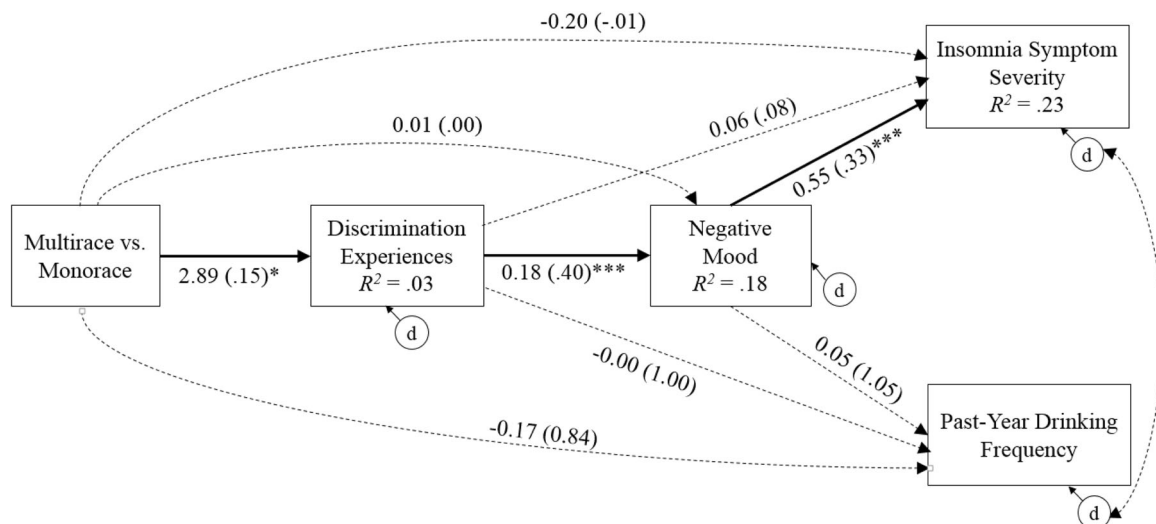 -0.20 (-.01)
Insomnia Symptom
Severity
R² = .23
d
0.01 (.00)
0.06 (.08)
0.55 (.33)***
Multirace vs.
Monorace
2.89 (.15)*
Discrimination
Experiences
R² = .03
d
0.18 (.40)***
Negative
Mood
R² = .18
d
-0.00 (1.00)
0.05 (1.05)
-0.17 (0.84)
Past-Year Drinking
Frequency
d